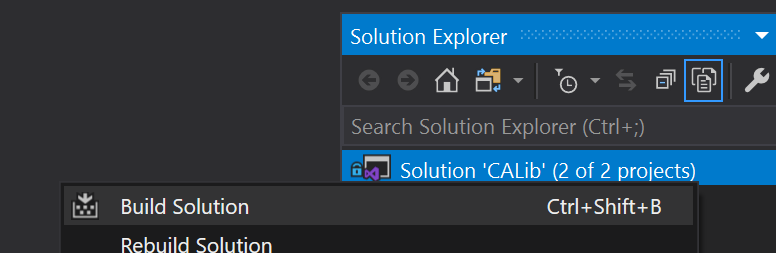 Solution Explorer
Search Solution Explorer (Ctrl+;)
Solution 'CALib' (2 of 2 projects)
Build Solution Ctrl+Shift+B
Rebuild Solution